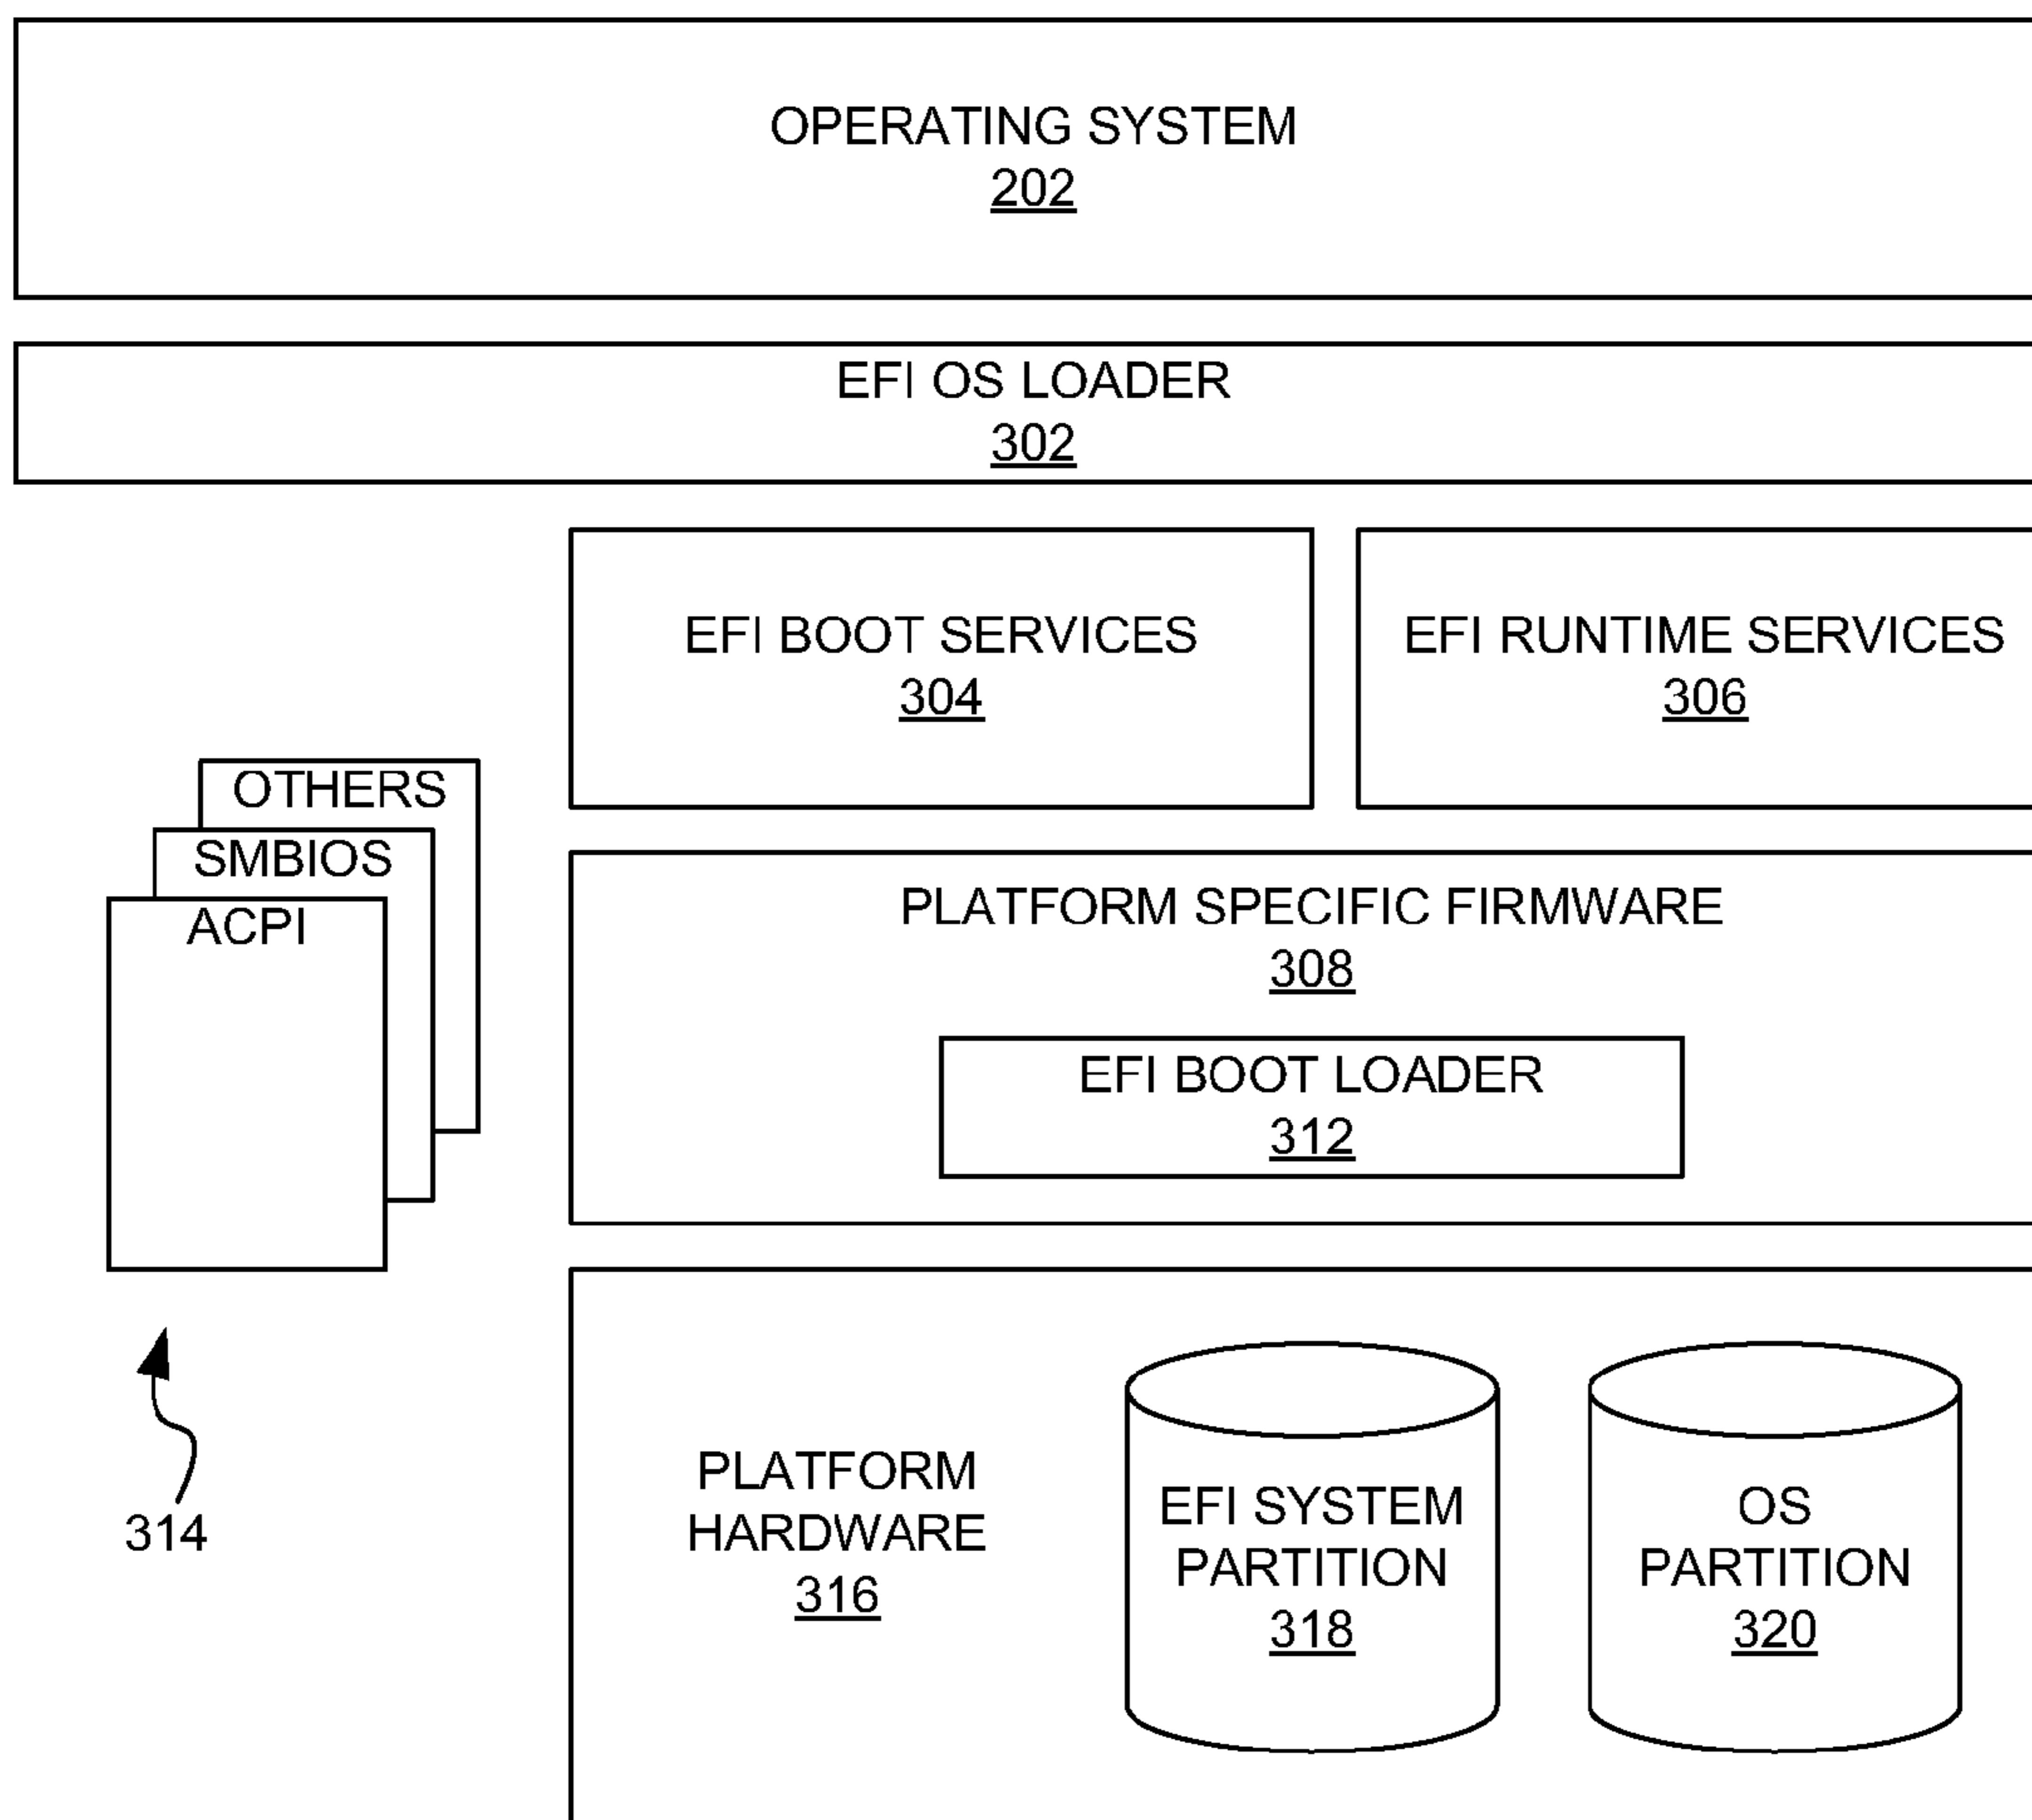 OPERATING SYSTEM
202
EFI OS LOADER
302
EFI BOOT SERVICES
304
EFI RUNTIME SERVICES
306
OTHERS
SMBIOS
ACPI
314
PLATFORM SPECIFIC FIRMWARE
308
EFI BOOT LOADER
312
PLATFORM
HARDWARE
316
EFI SYSTEM
PARTITION
318
OS
PARTITION
320